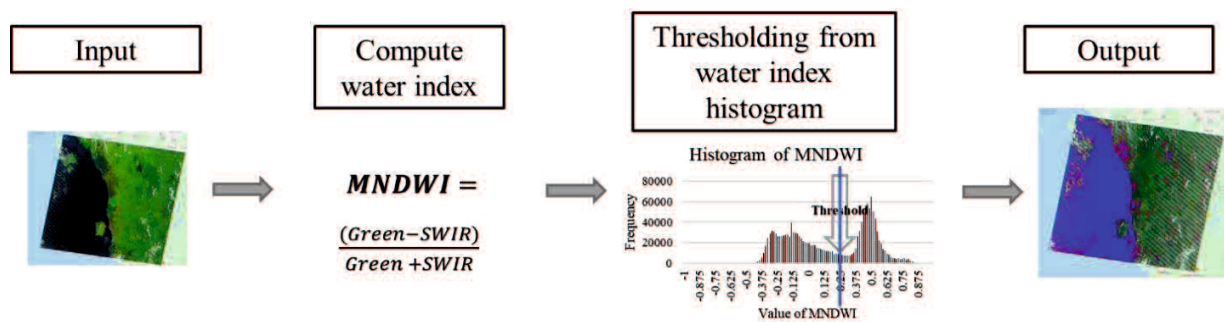 Input
Compute
water index
Thresholding from
water index
histogram
Output
MNDWI =
(Green−SWIR)
Green +SWIR
Histogram of MNDWI
Frequency
80000
60000
40000
20000
0
Threshold
-1
-0.875
-0.75
-0.625
-0.5
-0.375
-0.25
-0.125
0
0.125
0.25
0.375
0.5
0.625
0.75
0.875
Value of MNDWI